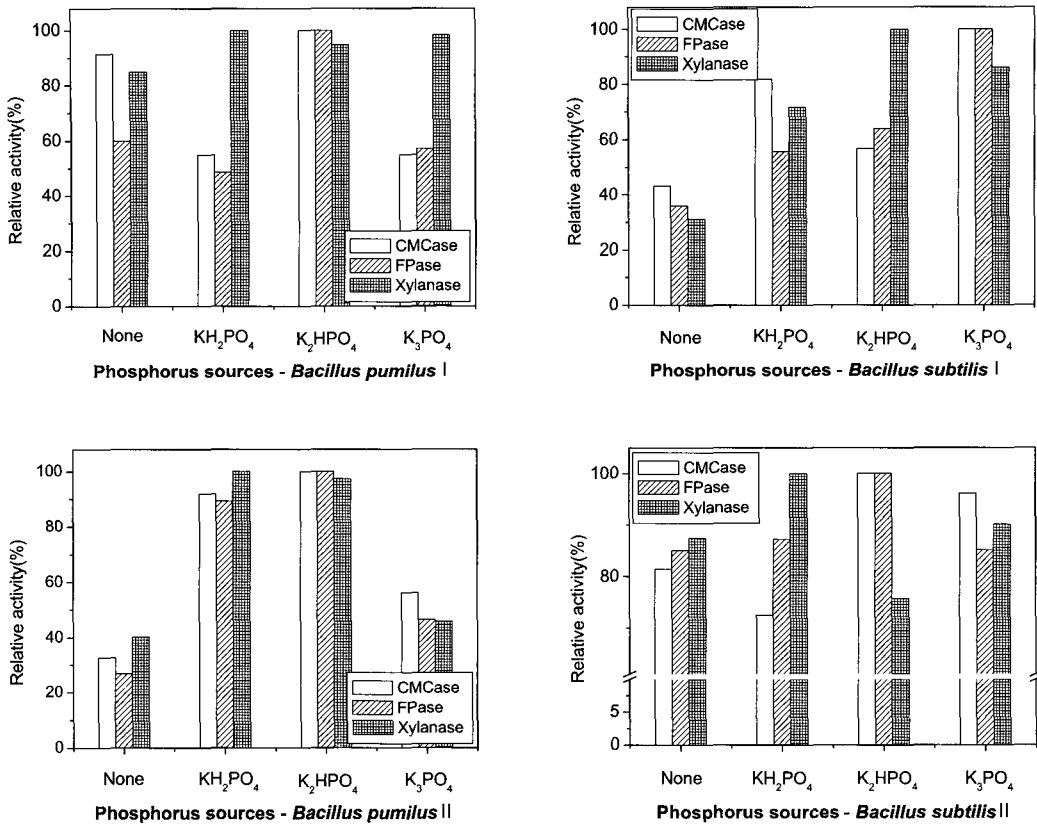 Relative activity(%)
100
80
60
40
20
0
CMCase
FPase
Xylanase
None KH₂PO₄ K₂HPO₄ K₃PO₄
Phosphorus sources - Bacillus pumilus I
Relative activity(%)
100
80
60
40
20
0
CMCase
FPase
Xylanase
None KH₂PO₄ K₂HPO₄ K₃PO₄
Phosphorus sources - Bacillus subtilis I
Relative activity(%)
100
80
60
40
20
0
CMCase
FPase
Xylanase
None KH₂PO₄ K₂HPO₄ K₃PO₄
Phosphorus sources - Bacillus pumilus II
Relative activity(%)
100
80
5
0
CMCase
FPase
Xylanase
None KH₂PO₄ K₂HPO₄ K₃PO₄
Phosphorus sources - Bacillus subtilis II